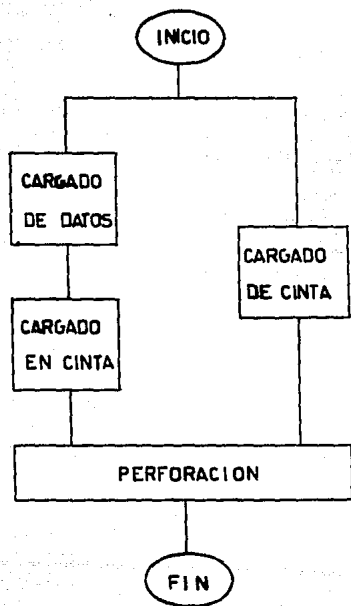 INICIO
CARGADO
DE DATOS
CARGADO
DE CINTA
CARGADO
EN CINTA
PERFORACION
FIN